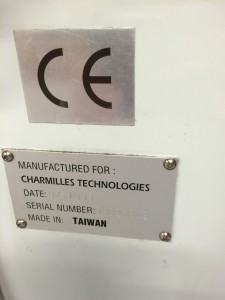 CE
MANUFACTURED FOR :
CHARMILLES TECHNOLOGIES
DATE:
SERIAL NUMBER:
MADE IN: TAIWAN